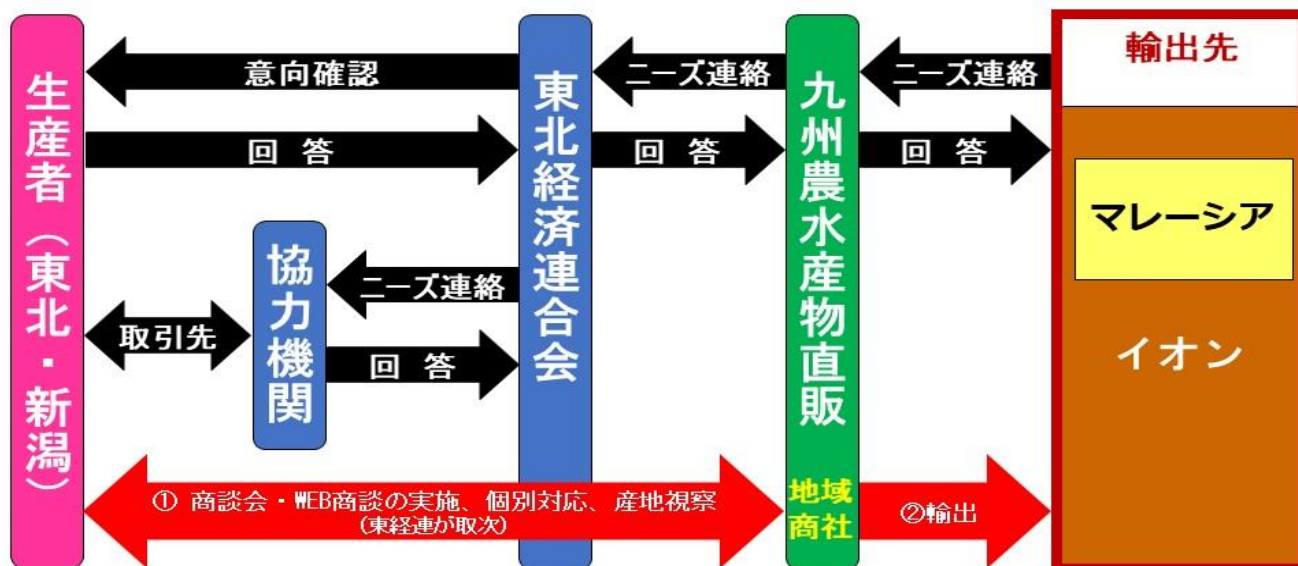 生産者（東北・新潟）
意向確認
回 答
協力機関
取引先
ニーズ連絡
回 答
東北経済連合会
ニーズ連絡
回 答
九州農水産物直販
地域
商社
ニーズ連絡
回 答
輸出先
マレーシア
イオン
① 商談会・WEB商談の実施、個別対応、産地視察
(東経連が取次)
②輸出